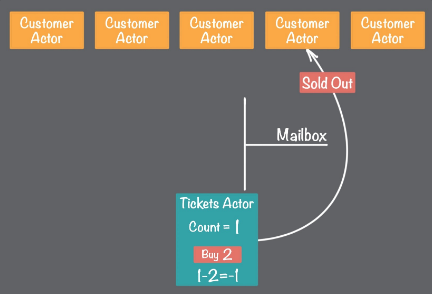 Customer Actor
Customer Actor
Customer Actor
Customer Actor
Customer Actor
Sold Out
Mailbox
Tickets Actor
Count = 1
Buy 2
1-2=-1